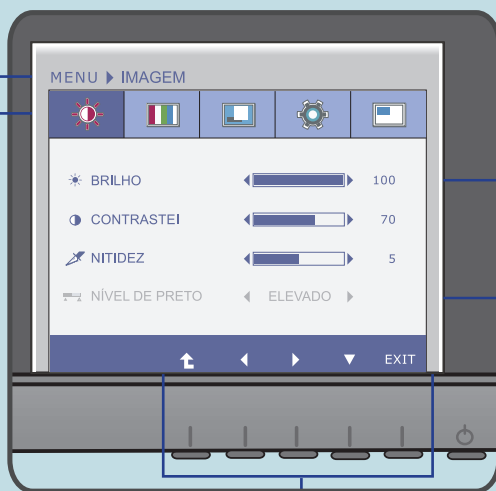 MENU ▶ IMAGEM
BRILHO 100
CONTRASTEI 70
NITIDEZ 5
NÍVEL DE PRETO ELEVADO
EXIT